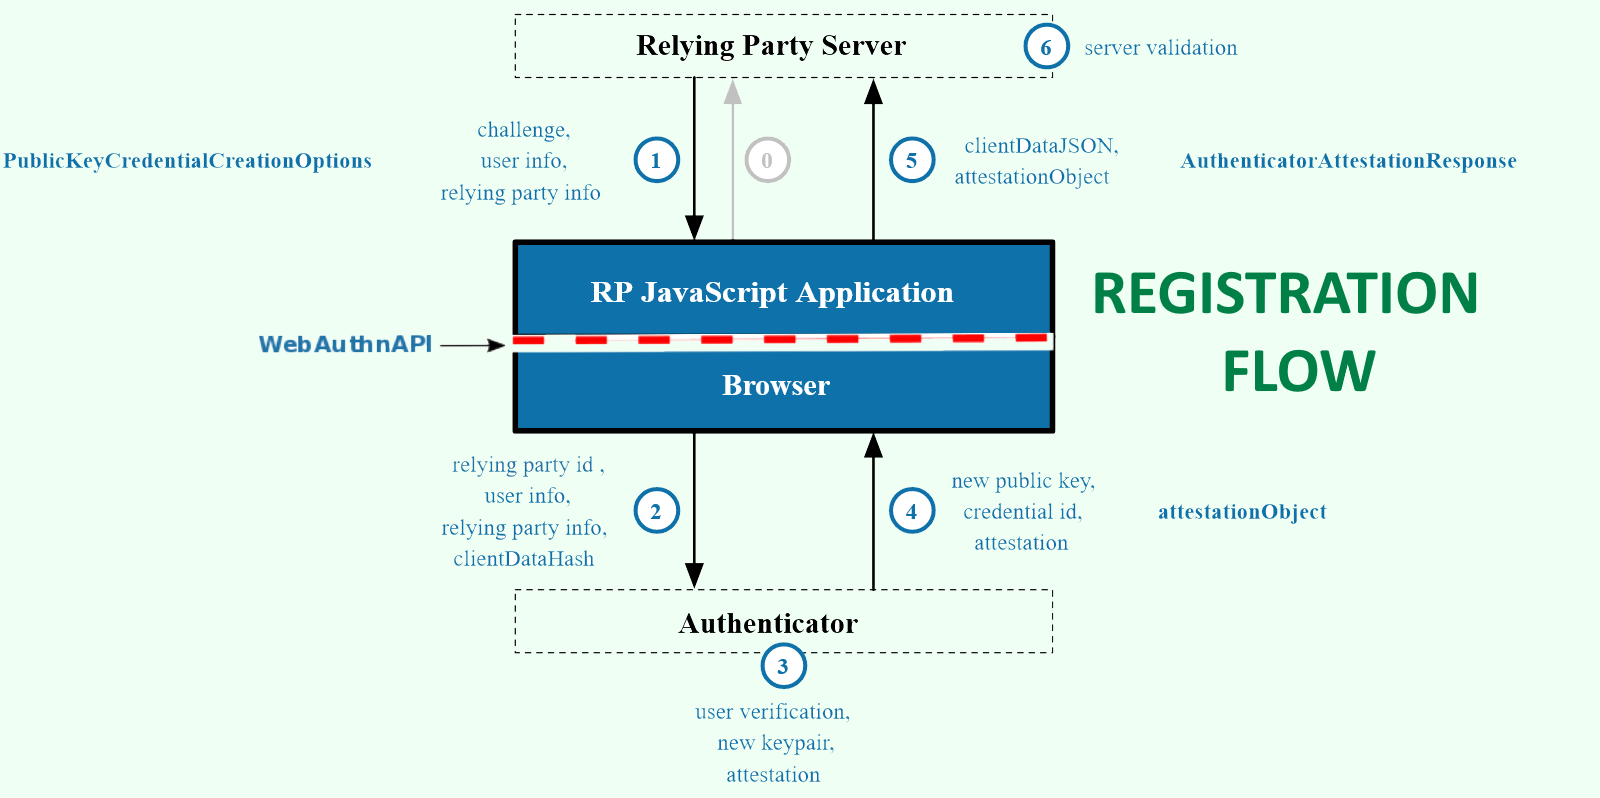 Relying Party Server
6
server validation
PublicKeyCredentialCreationOptions
challenge,
user info,
relying party info
1
0
5
clientDataJSON,
attestationObject
AuthenticatorAttestationResponse
RP JavaScript Application
REGISTRATION
FLOW
WebAuthnAPI
Browser
relying party id ,
user info,
relying party info,
clientDataHash
2
4
new public key,
credential id,
attestation
attestationObject
Authenticator
3
user verification,
new keypair,
attestation